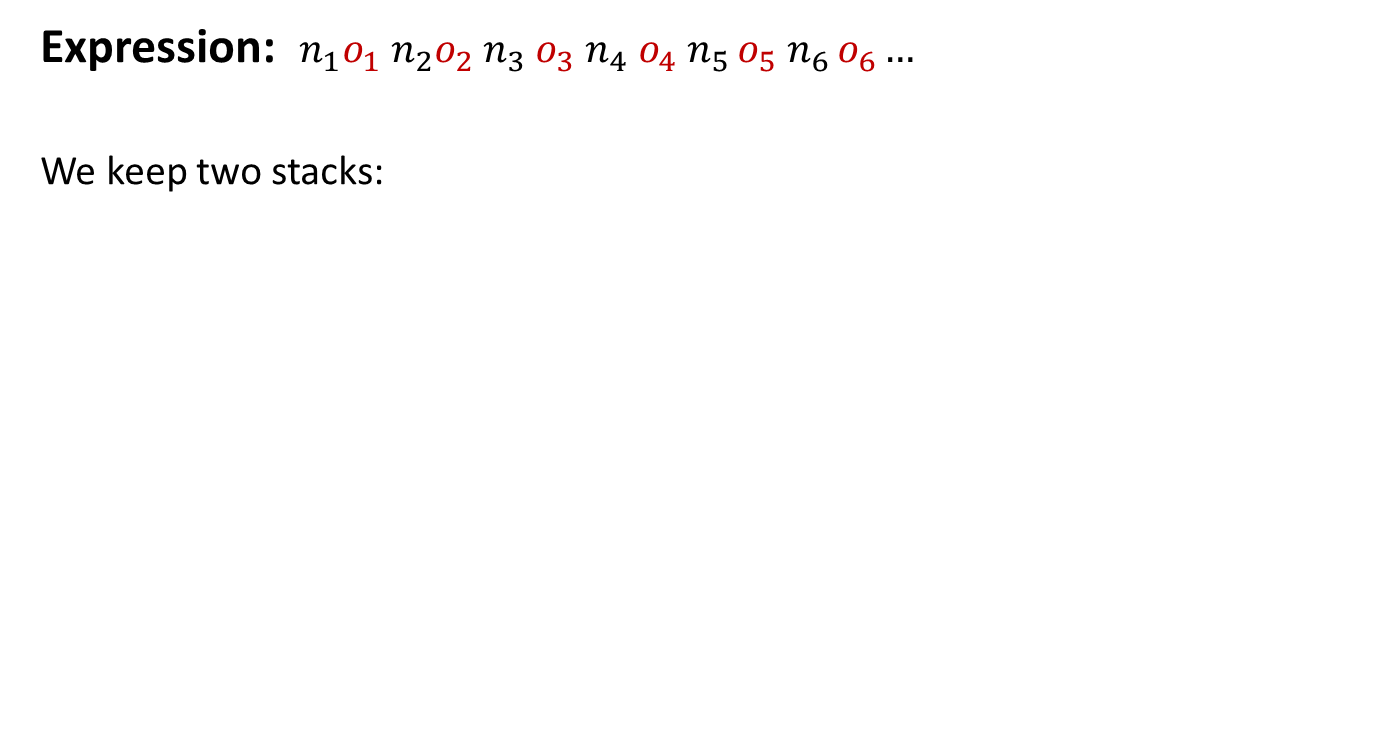 Expression: n₁o₁ n₂o₂ n₃ o₃ n₄ o₄ n₅ o₅ n₆ o₆ ...
We keep two stacks: